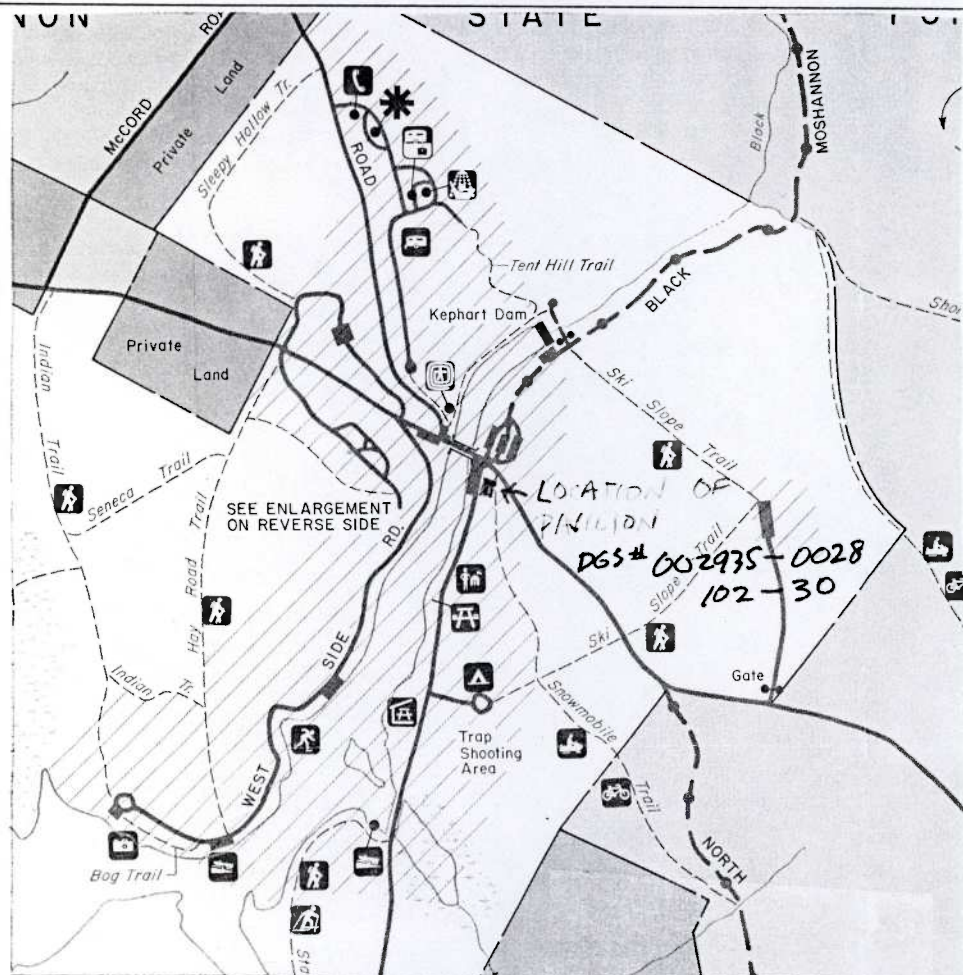 NON
STATE
McCORD
Private
Land
Sleepy Hollow Tr.
ROAD
Black
MOSHANNON
Tent Hill Trail
BLACK
Kephart Dam
Private
Land
Indian
Trail
Seneca Trail
Hay Road Trail
SEE ENLARGEMENT
ON REVERSE SIDE
RD.
SIDE
WEST
Ski Slope Trail
LOCATION OF
DGS# 002935-0028
102-30
Ski Slope Trail
Gate
Indian Tr.
Snowmobile
Trail
Trap
Shooting
Area
Bog Trail
NORTH